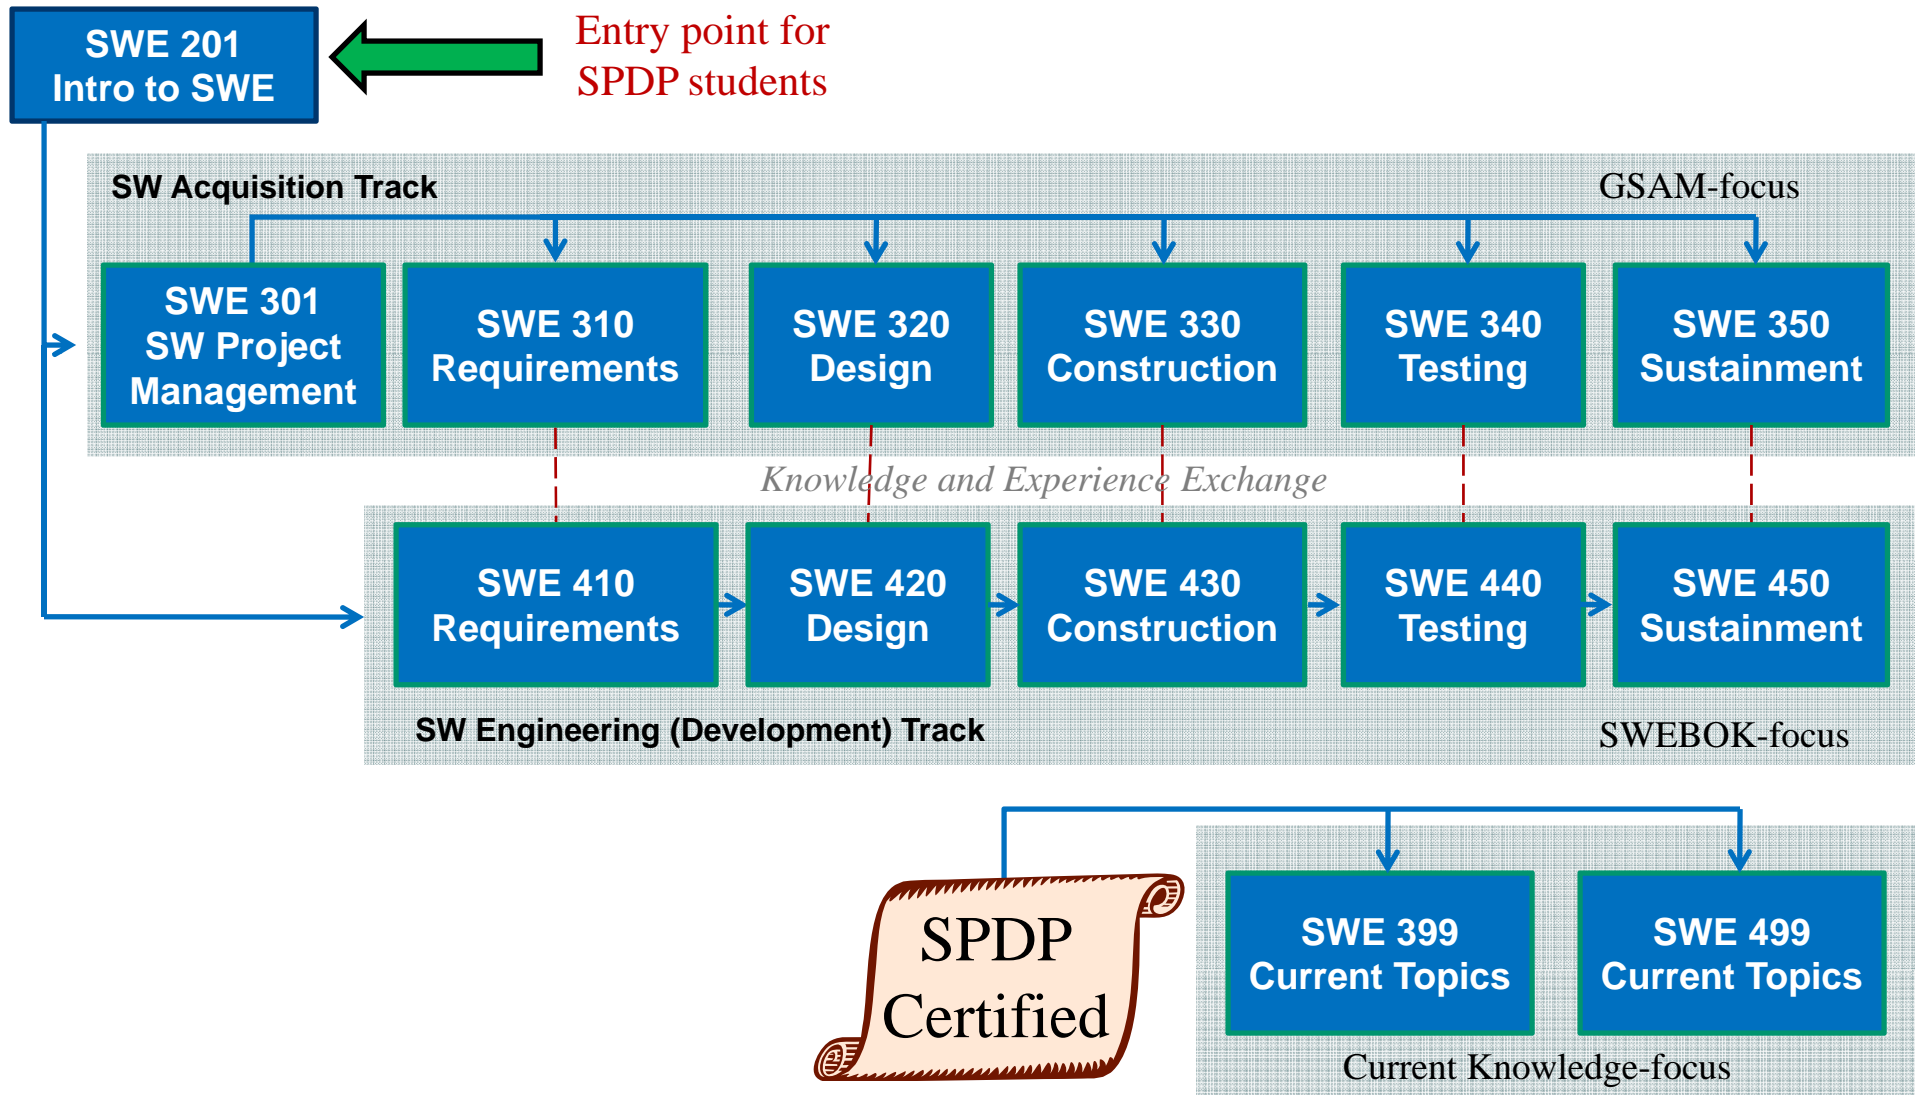 SWE 201
Intro to SWE
Entry point for
SPDP students
SW Acquisition Track
GSAM-focus
SWE 301
SW Project
Management
SWE 310
Requirements
SWE 320
Design
SWE 330
Construction
SWE 340
Testing
SWE 350
Sustainment
Knowledge and Experience Exchange
SWE 410
Requirements
SWE 420
Design
SWE 430
Construction
SWE 440
Testing
SWE 450
Sustainment
SW Engineering (Development) Track
SWEBOK-focus
SPDP
Certified
SWE 399
Current Topics
SWE 499
Current Topics
Current Knowledge-focus